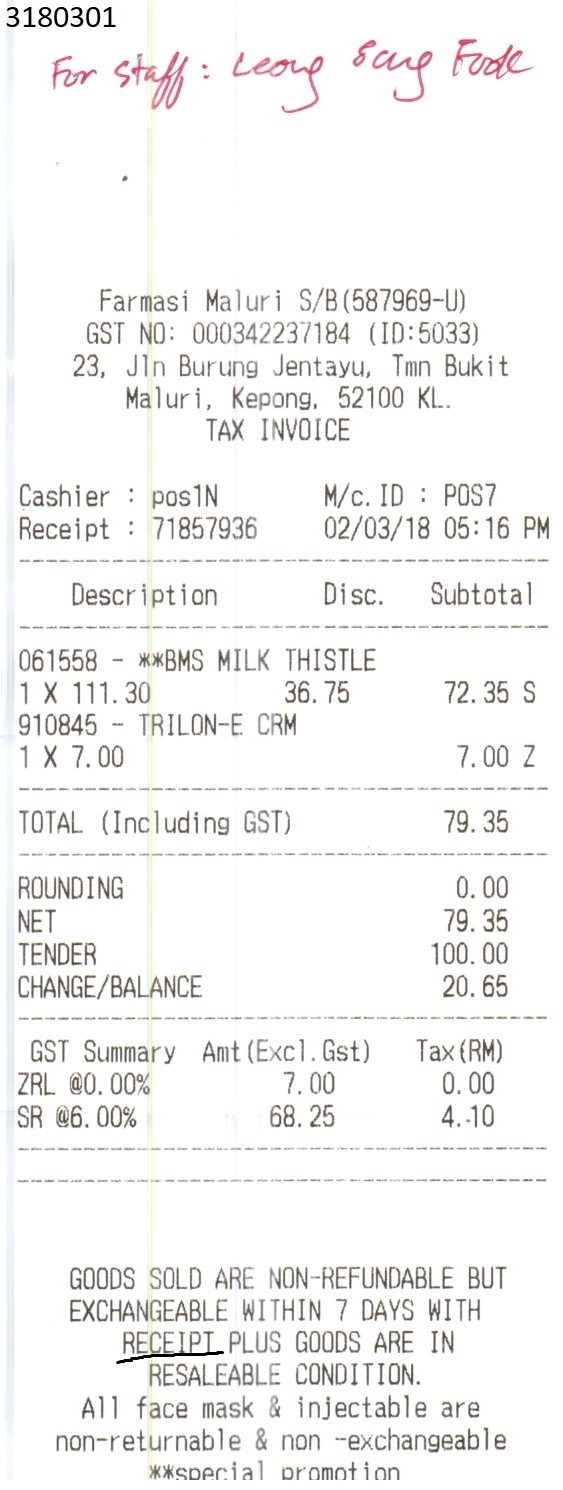 3180301
For Staff: Leong Seng Fook
Farmasi Maluri S/B(587969-U)
GST NO: 000342237184 (ID:5033)
23, Jln Burung Jentayu, Tmn Bukit
Maluri, Kepong, 52100 KL.
TAX INVOICE
Cashier : pos1N M/c.ID : POS7
Receipt : 71857936 02/03/18 05:16 PM
Description Disc. Subtotal
061558 - **BMS MILK THISTLE
1 X 111.30 36.75 72.35 S
910845 - TRILON-E CRM
1 X 7.00 7.00 Z
TOTAL (Including GST) 79.35
ROUNDING 0.00
NET 79.35
TENDER 100.00
CHANGE/BALANCE 20.65
GST Summary Amt(Excl.Gst) Tax(RM)
ZRL @0.00% 7.00 0.00
SR @6.00% 68.25 4.10
GOODS SOLD ARE NON-REFUNDABLE BUT
EXCHANGEABLE WITHIN 7 DAYS WITH
RECEIPT PLUS GOODS ARE IN
RESALEABLE CONDITION.
All face mask & injectable are
non-returnable & non -exchangeable
**special promotion